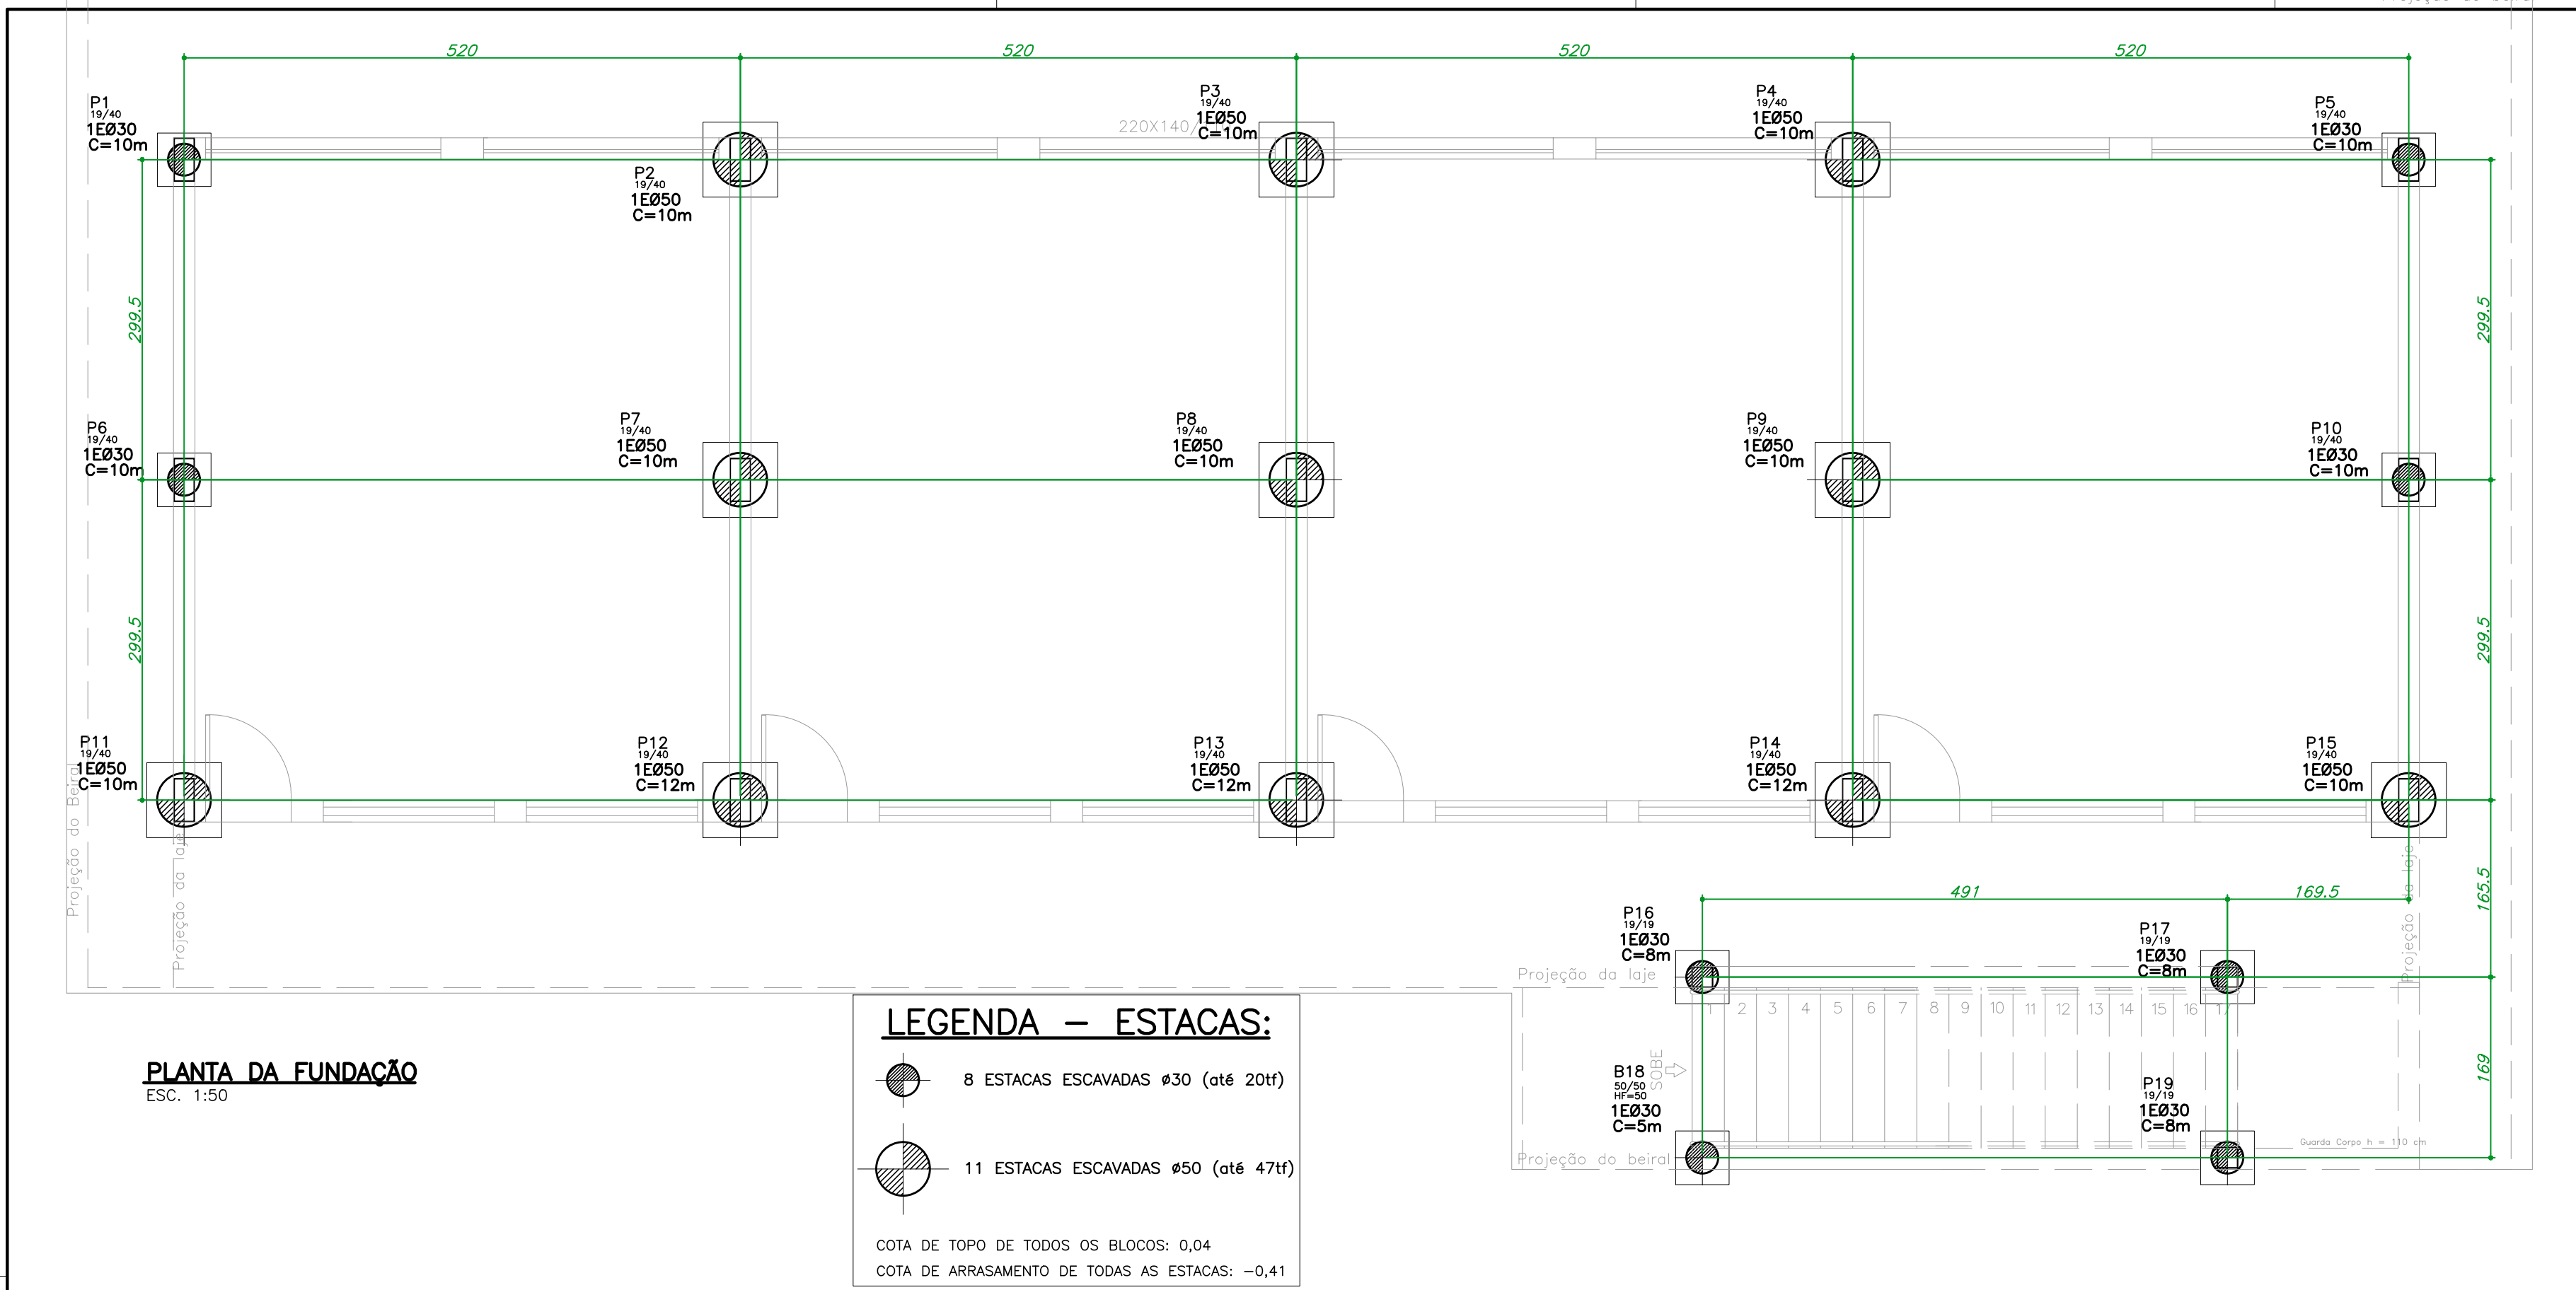 520
520
520
520
P1
19/40
1EØ30
C=10m
P2
19/40
1EØ50
C=10m
220X140/
P3
19/40
1EØ50
C=10m
P4
19/40
1EØ50
C=10m
P5
19/40
1EØ30
C=10m
299.5
299.5
P6
19/40
1EØ30
C=10m
P7
19/40
1EØ50
C=10m
P8
19/40
1EØ50
C=10m
P9
19/40
1EØ50
C=10m
P10
19/40
1EØ30
C=10m
299.5
299.5
P11
19/40
1EØ50
C=10m
P12
19/40
1EØ50
C=12m
P13
19/40
1EØ50
C=12m
P14
19/40
1EØ50
C=12m
P15
19/40
1EØ50
C=10m
Projeção do Beiral
Projeção da laje
Projeção da laje
491
169.5
165.5
P16
19/19
1EØ30
C=8m
P17
19/19
1EØ30
C=8m
Projeção da laje
1 2 3 4 5 6 7 8 9 10 11 12 13 14 15 16 17
SOBE
B18
50/50
HF=50
1EØ30
C=5m
P19
19/19
1EØ30
C=8m
169
Guarda Corpo h = 110 cm
Projeção do beiral
PLANTA DA FUNDAÇÃO
ESC. 1:50
LEGENDA – ESTACAS:
8 ESTACAS ESCAVADAS ø30 (até 20tf)
11 ESTACAS ESCAVADAS ø50 (até 47tf)
COTA DE TOPO DE TODOS OS BLOCOS: 0,04
COTA DE ARRASAMENTO DE TODAS AS ESTACAS: −0,41